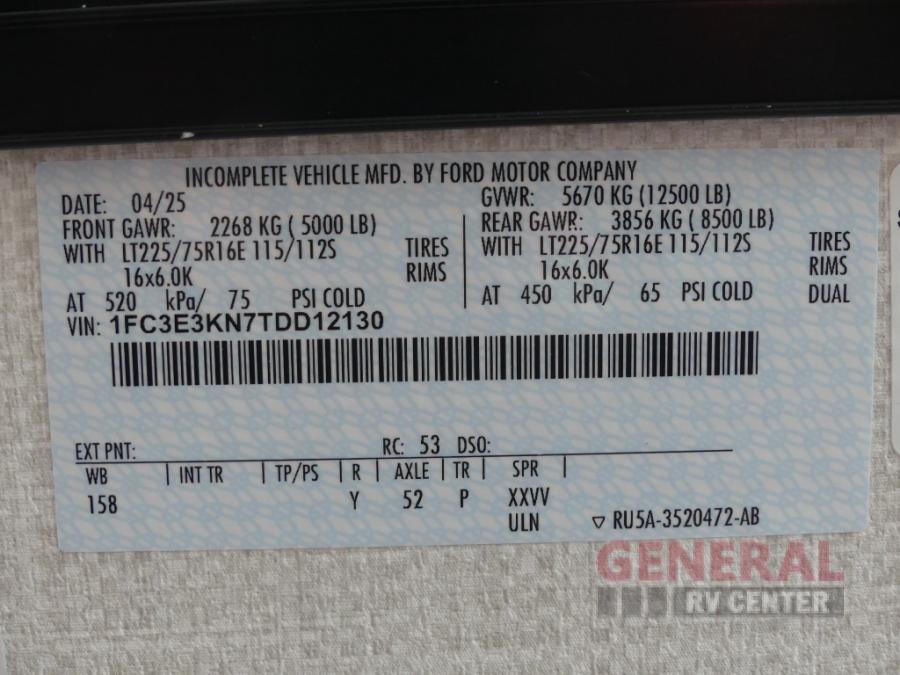 INCOMPLETE VEHICLE MFD. BY FORD MOTOR COMPANY
DATE: 04/25
GVWR: 5670 KG (12500 LB)
FRONT GAWR: 2268 KG ( 5000 LB)
REAR GAWR: 3856 KG ( 8500 LB)
WITH LT225/75R16E 115/112S TIRES
WITH LT225/75R16E 115/112S TIRES
16x6.0K RIMS
16x6.0K RIMS
AT 520 kPa/ 75 PSI COLD
AT 450 kPa/ 65 PSI COLD DUAL
VIN: 1FC3E3KN7TDD12130
EXT PNT: RC: 53 DSO:
WB INT TR TP/PS R AXLE TR SPR
158 Y 52 P XXVV
ULN ▽ RU5A-3520472-AB
GENERAL
RV CENTER